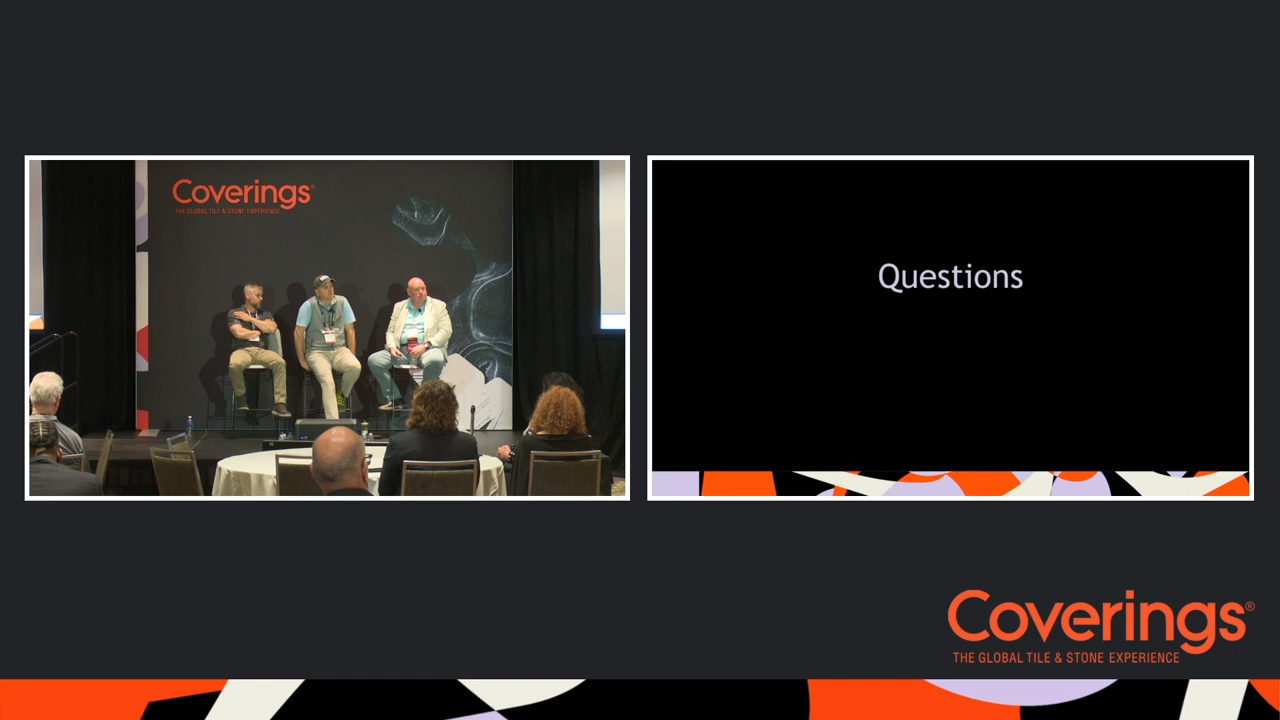 Coverings
THE GLOBAL TILE & STONE EXPERIENCE
Questions
Coverings®
THE GLOBAL TILE & STONE EXPERIENCE